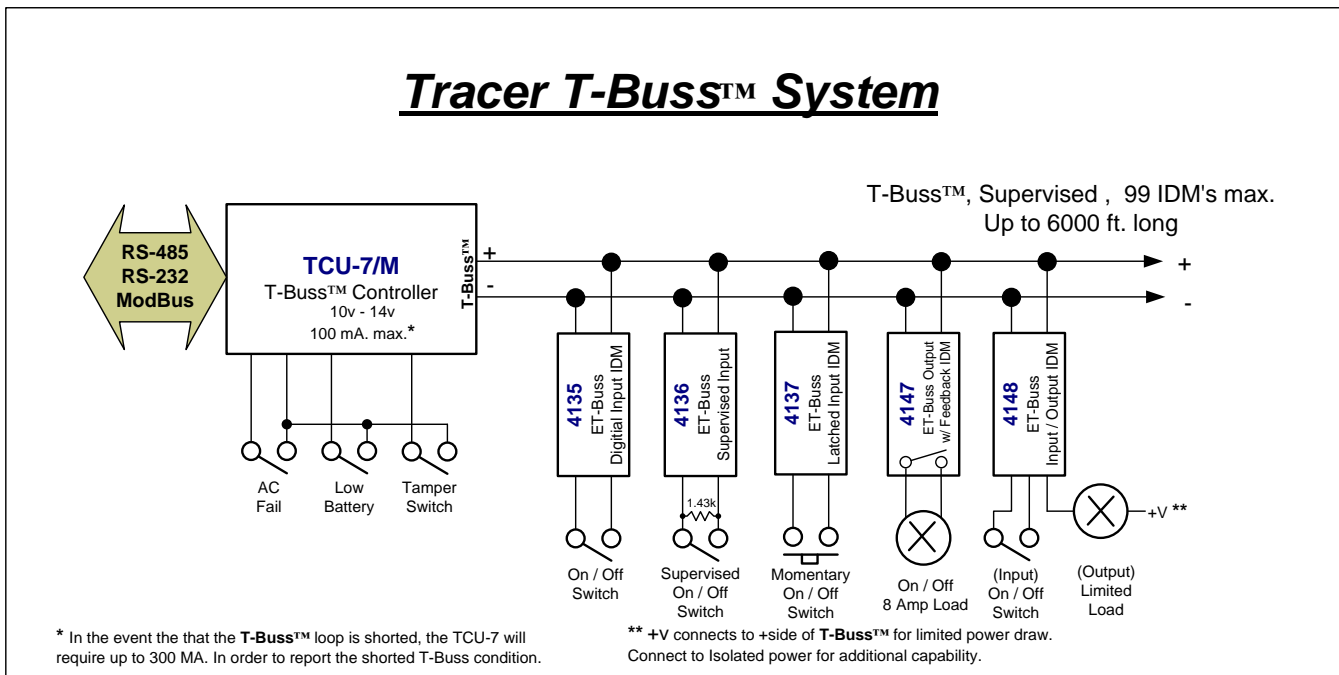 Tracer T-Buss™ System
T-Buss™, Supervised , 99 IDM's max.
Up to 6000 ft. long
RS-485
RS-232
ModBus
TCU-7/M
T-Buss™ Controller
10v - 14v
100 mA. max.*
T-Buss™
+
-
+
-
4135
ET-Buss
Digitial Input IDM
4136
ET-Buss
Supervised Input
4137
ET-Buss
Latched Input IDM
4147
ET-Buss Output
w/ Feedback IDM
4148
ET-Buss
Input / Output IDM
AC
Fail
Low
Battery
Tamper
Switch
On / Off
Switch
1.43k
Supervised
On / Off
Switch
Momentary
On / Off
Switch
On / Off
8 Amp Load
(Input)
On / Off
Switch
(Output)
Limited
Load
+V **
* In the event the that the T-Buss™ loop is shorted, the TCU-7 will
require up to 300 MA. In order to report the shorted T-Buss condition.
** +V connects to +side of T-Buss™ for limited power draw.
Connect to Isolated power for additional capability.